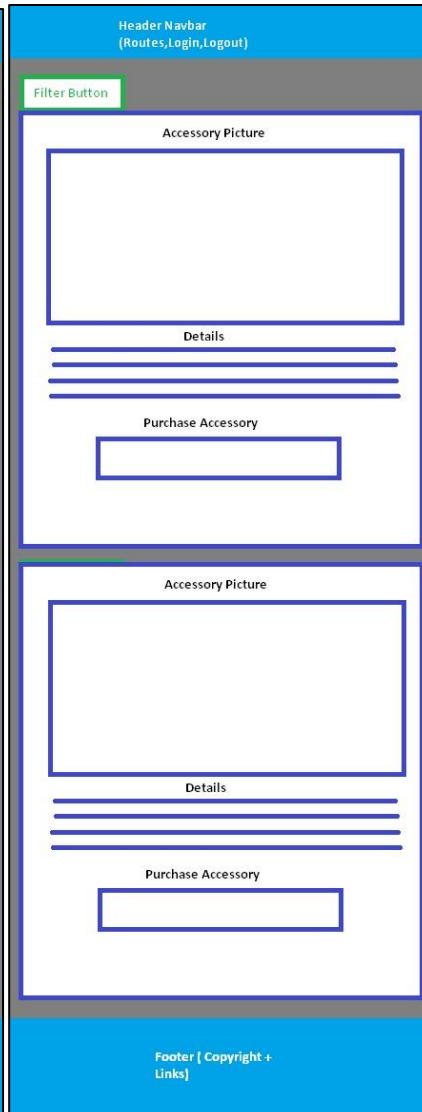 Header Navbar
(Routes,Login,Logout)
Filter Button
Accessory Picture
Details
Purchase Accessory
Accessory Picture
Details
Purchase Accessory
Footer [ Copyright +
Links]